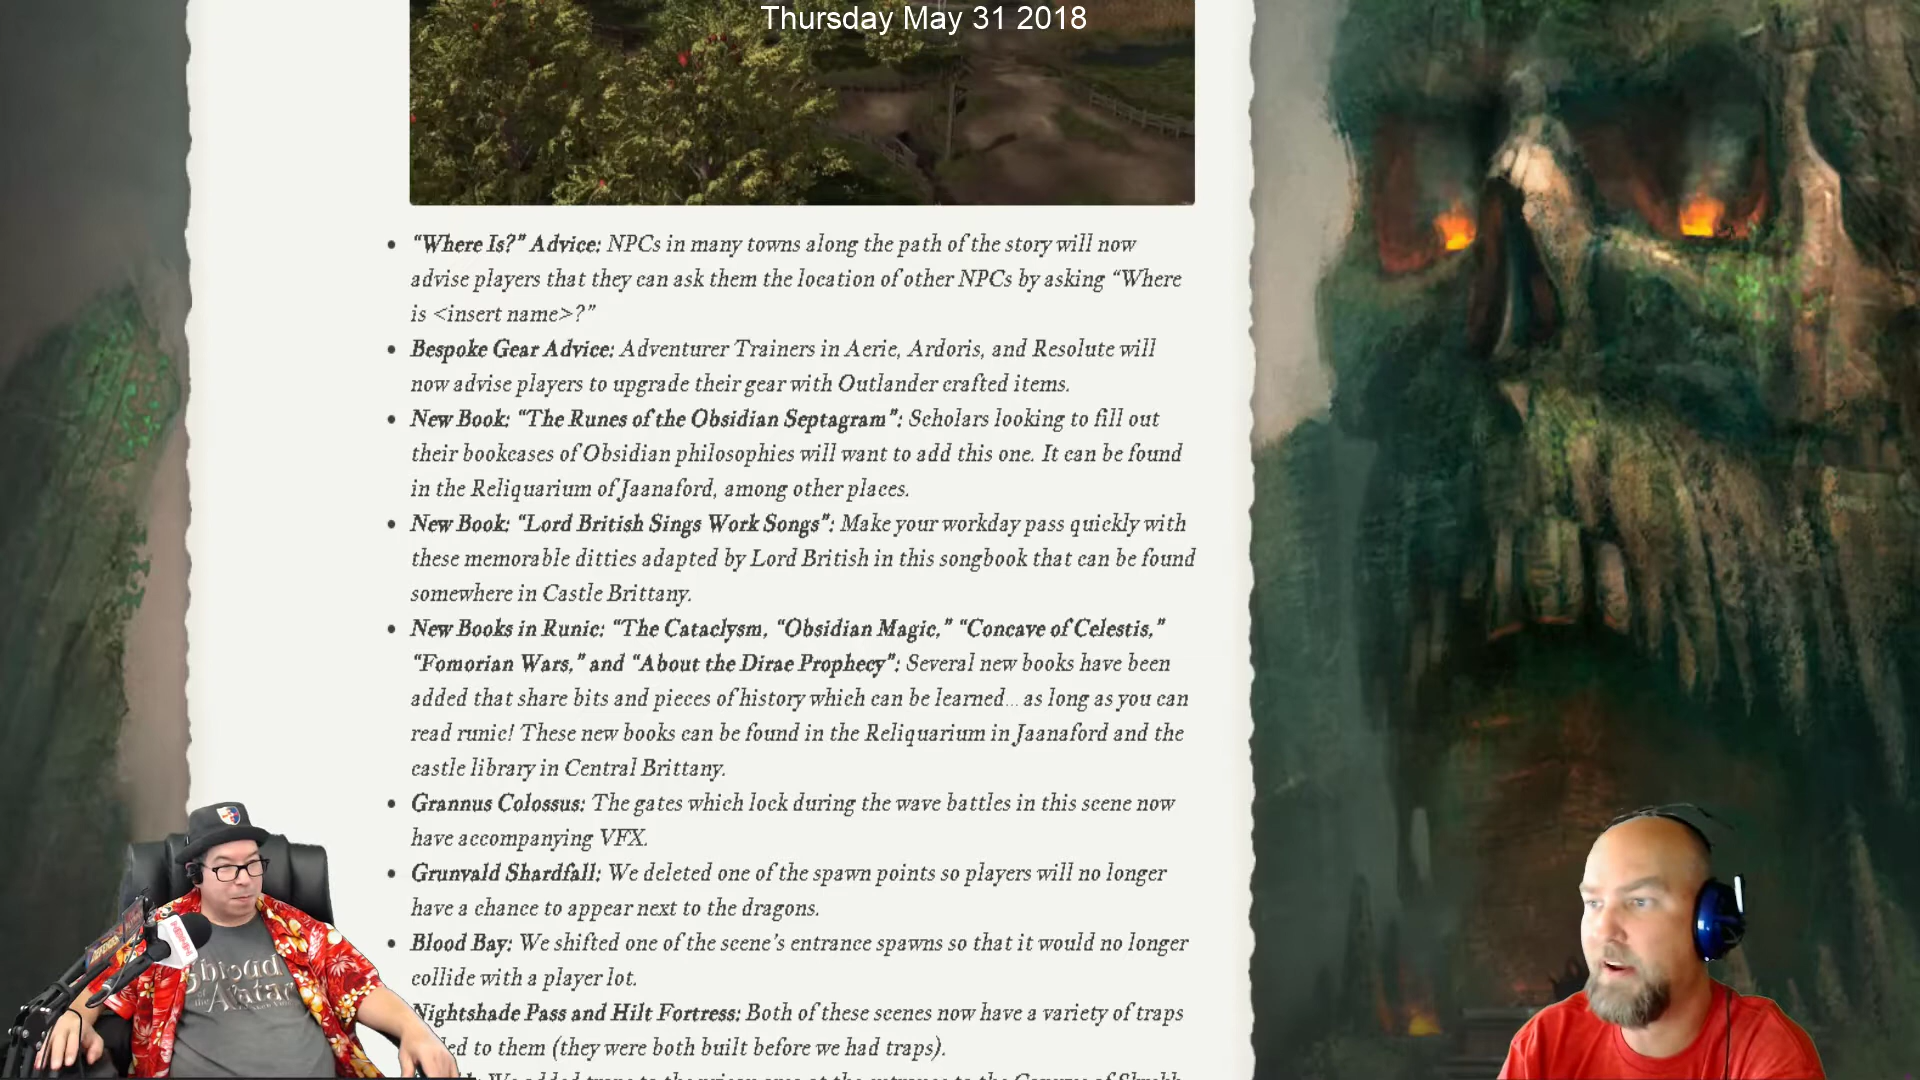 Thursday May 31 2018
“Where Is?” Advice: NPCs in many towns along the path of the story will now
advise players that they can ask them the location of other NPCs by asking “Where
is <insert name>?”
Bespoke Gear Advice: Adventurer Trainers in Aerie, Ardoris, and Resolute will
now advise players to upgrade their gear with Outlander crafted items.
New Book: “The Runes of the Obsidian Septagram”: Scholars looking to fill out
their bookcases of Obsidian philosophies will want to add this one. It can be found
in the Reliquarium of Jaanaford, among other places.
New Book: “Lord British Sings Work Songs”: Make your workday pass quickly with
these memorable ditties adapted by Lord British in this songbook that can be found
somewhere in Castle Brittany.
New Books in Runic: “The Cataclysm, “Obsidian Magic,” “Concave of Celestis,”
“Fomorian Wars,” and “About the Dirae Prophecy”: Several new books have been
added that share bits and pieces of history which can be learned… as long as you can
read runic! These new books can be found in the Reliquarium in Jaanaford and the
castle library in Central Brittany.
Grannus Colossus: The gates which lock during the wave battles in this scene now
have accompanying VFX.
Grunvald Shardfall: We deleted one of the spawn points so players will no longer
have a chance to appear next to the dragons.
Blood Bay: We shifted one of the scene’s entrance spawns so that it would no longer
collide with a player lot.
Nightshade Pass and Hilt Fortress: Both of these scenes now have a variety of traps
to them (they were both built before we had traps).
Shroud
of the
Avatar